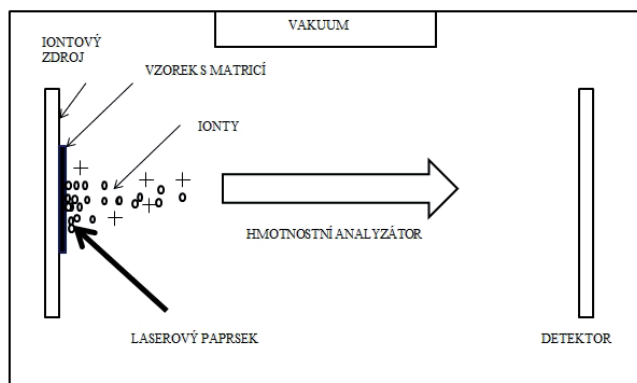 VAKUUM
IONTOVÝ
ZDROJ
VZOREK S MATRICÍ
IONTY
HMOTNOSTNÍ ANALYZÁTOR
LASEROVÝ PAPRSEK
DETEKTOR